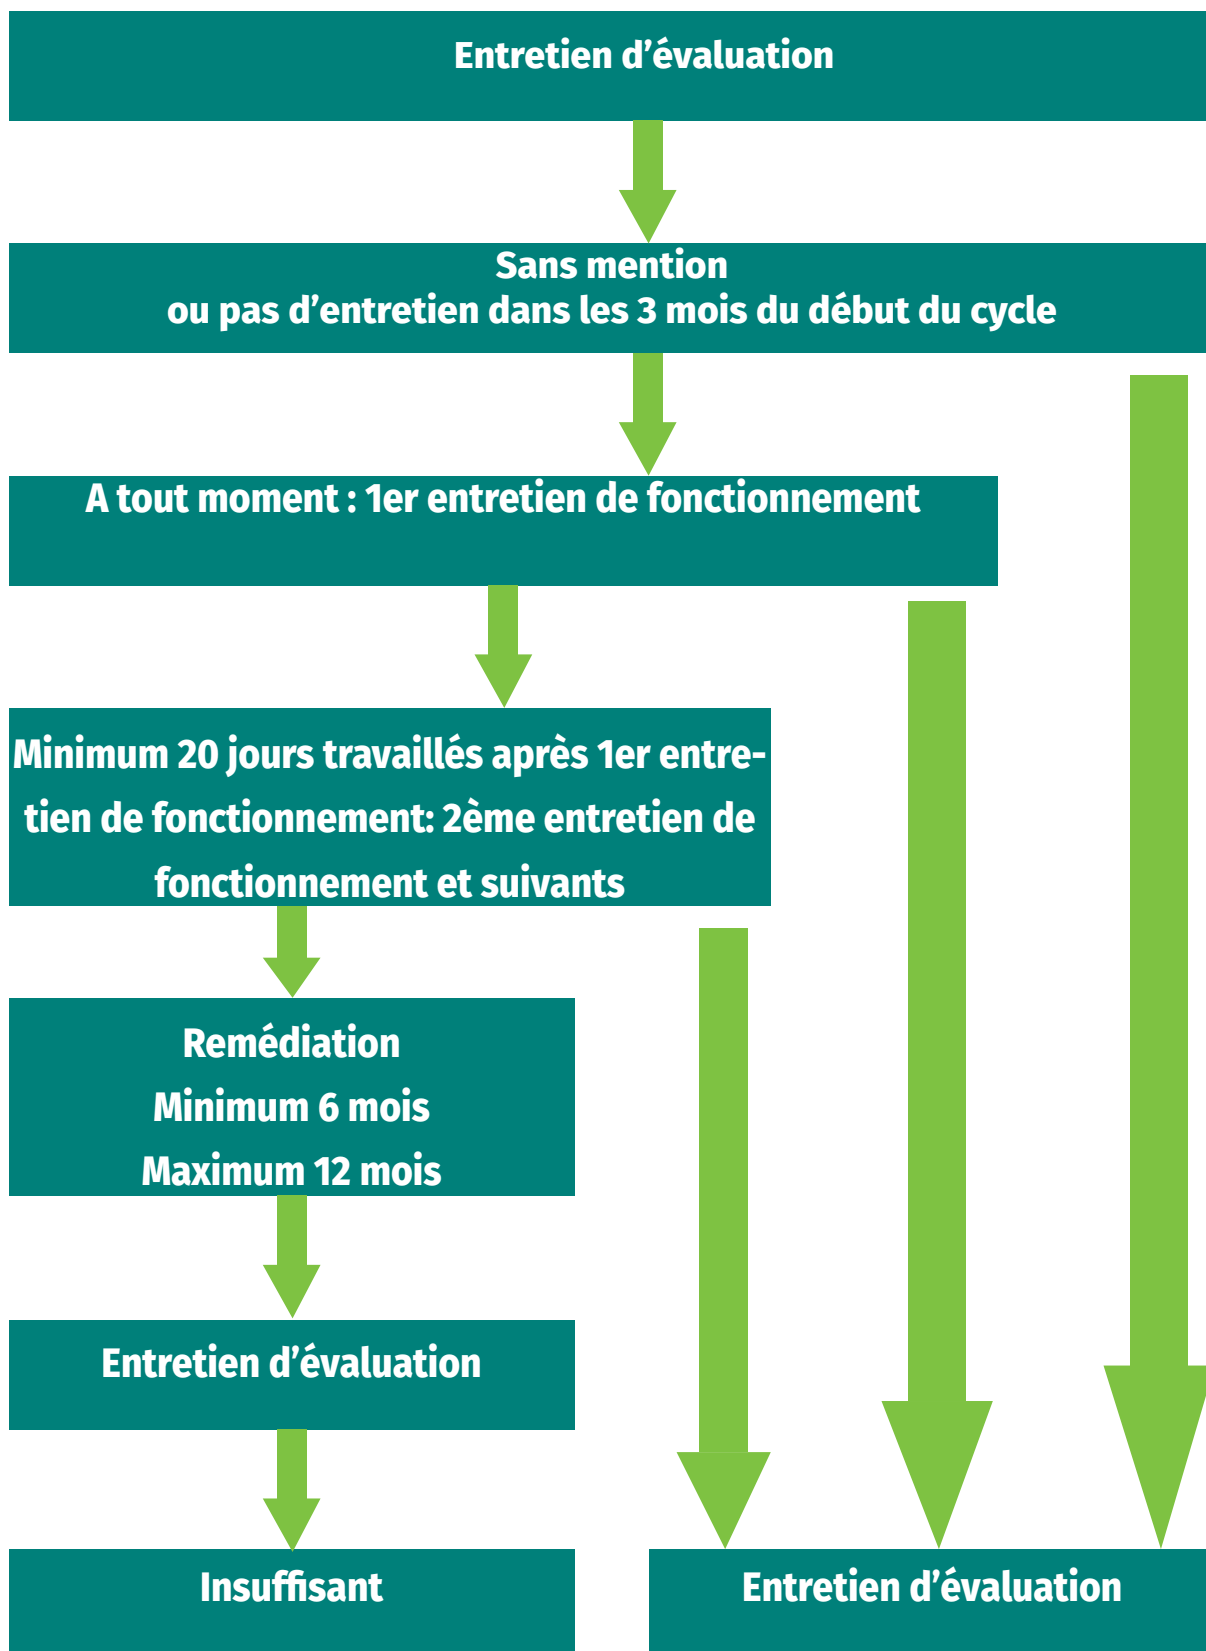 Entretien d’évaluation
Sans mention
ou pas d’entretien dans les 3 mois du début du cycle
A tout moment : 1er entretien de fonctionnement
Minimum 20 jours travaillés après 1er entre-
tien de fonctionnement: 2ème entretien de
fonctionnement et suivants
Remédiation
Minimum 6 mois
Maximum 12 mois
Entretien d’évaluation
Insuffisant
Entretien d’évaluation